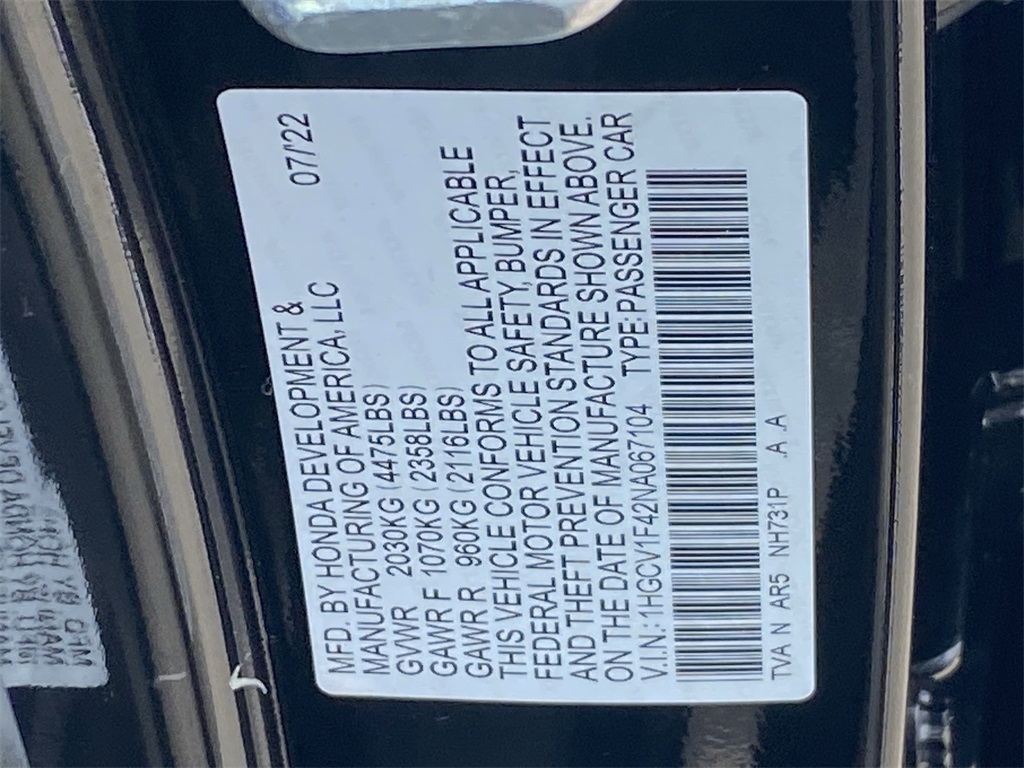 MFD. BY HONDA DEVELOPMENT & 07/'22
MANUFACTURING OF AMERICA, LLC
GVWR 2030KG (4475LBS)
GAWR F 1070KG (2358LBS)
GAWR R 960KG (2116LBS)
THIS VEHICLE CONFORMS TO ALL APPLICABLE
FEDERAL MOTOR VEHICLE SAFETY, BUMPER,
AND THEFT PREVENTION STANDARDS IN EFFECT
ON THE DATE OF MANUFACTURE SHOWN ABOVE.
V.I.N: 1HGCV1F42NA067104 TYPE:PASSENGER CAR
TVA N AR5 NH731P .A .A